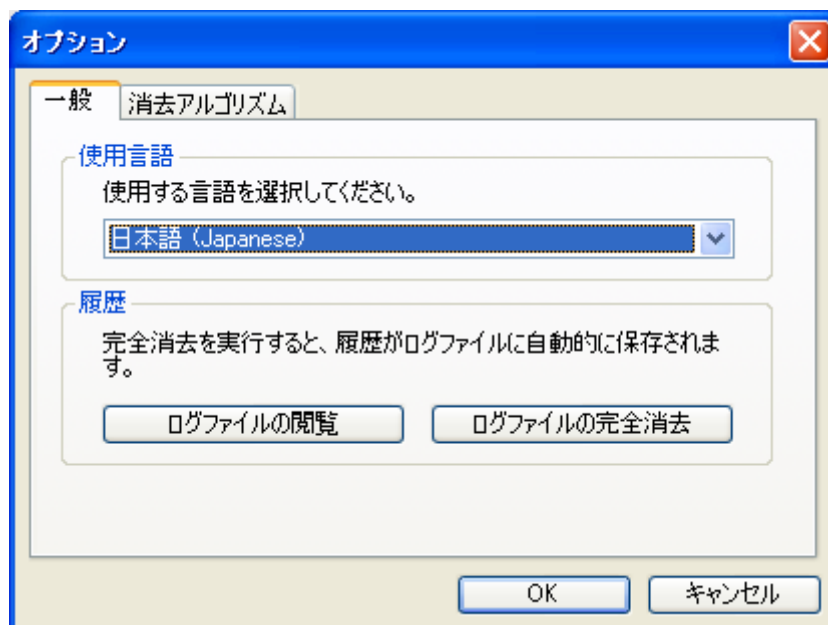 オプション
一般
消去アルゴリズム
使用言語
使用する言語を選択してください。
日本語 (Japanese)
履歴
完全消去を実行すると、履歴がログファイルに自動的に保存されま
す。
ログファイルの閲覧
ログファイルの完全消去
OK
キャンセル